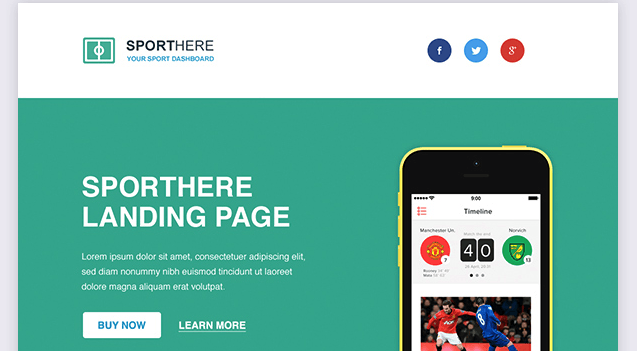 SPORTHERE
YOUR SPORT DASHBOARD
SPORTHERE
LANDING PAGE
Lorem ipsum dolor sit amet, consectetuer adipiscing elit,
sed diam nonummy nibh euismod tincidunt ut laoreet
dolore magna aliquam erat volutpat.
BUY NOW
LEARN MORE
9:00
Timeline
Manchester Un.
Norwich
4 0
7
13